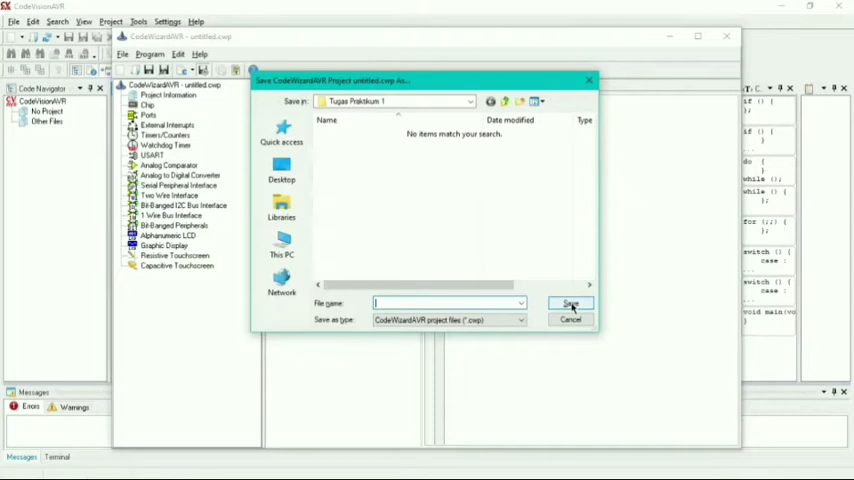 CodeVisionAVR
File Edit Search View Project Tools Settings Help
CodeWizardAVR - untitled.cwp
File Program Edit Help
Code Navigator
CodeVisionAVR
No Project
Other Files
CodeWizardAVR - untitled.cwp
Project Information
Chip
Ports
External Interrupts
Timers/Counters
Watchdog Timer
USART
Analog Comparator
Analog to Digital Converter
Serial Peripheral Interface
Two Wire Interface
Bit-Banged I2C Bus Interface
1 Wire Bus Interface
Bit-Banged Peripherals
Alphanumeric LCD
Graphic Display
Resistive Touchscreen
Capacitive Touchscreen
Save CodeWizardAVR Project untitled.cwp As...
Save in: Tugas Praktikum 1
Name Date modified Type
No items match your search.
Quick access
Desktop
Libraries
This PC
Network
File name:
Save
Save as type: CodeWizardAVR project files (*.cwp)
Cancel
if () {
};
if () {
}
...
do {
}
while ();
while () {
};
for (;;) {
};
switch () {
case :
...
switch () {
case :
...
void main(vo
}
Messages
Errors Warnings
Messages Terminal